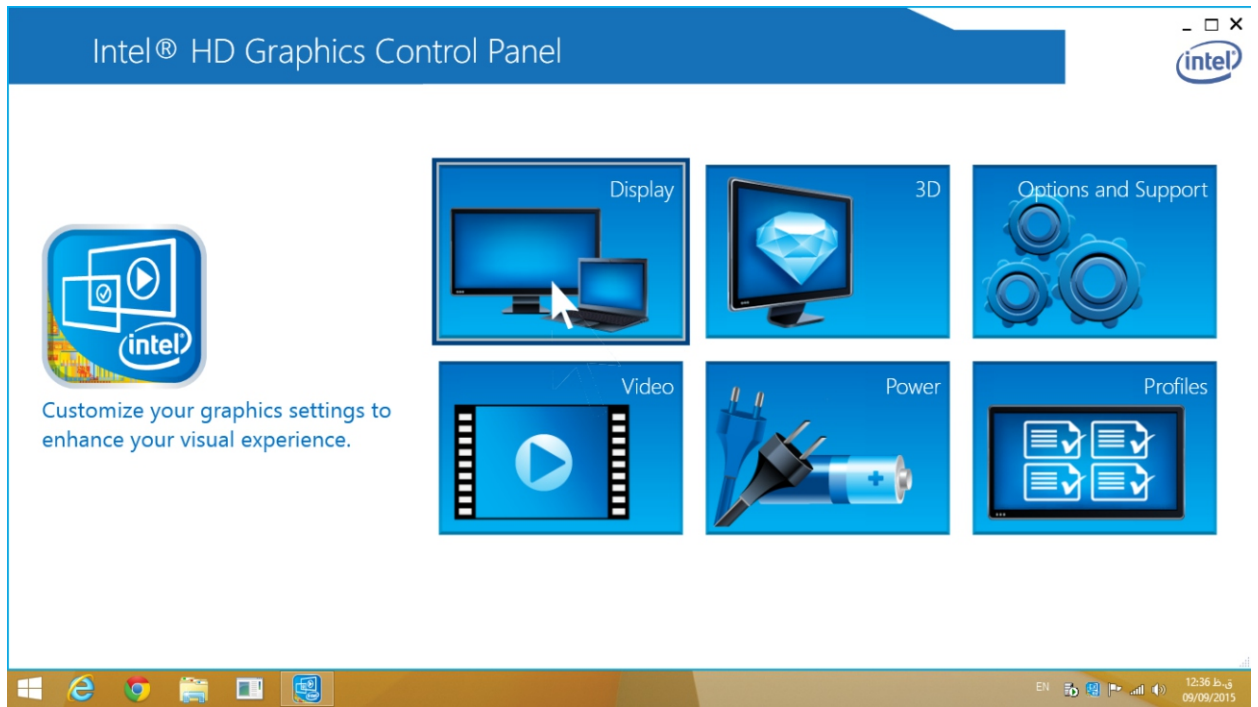 Intel® HD Graphics Control Panel
intel
Display
3D
Options and Support
intel
Customize your graphics settings to
enhance your visual experience.
Video
Power
Profiles
EN
12:36 ق.ظ
09/09/2015